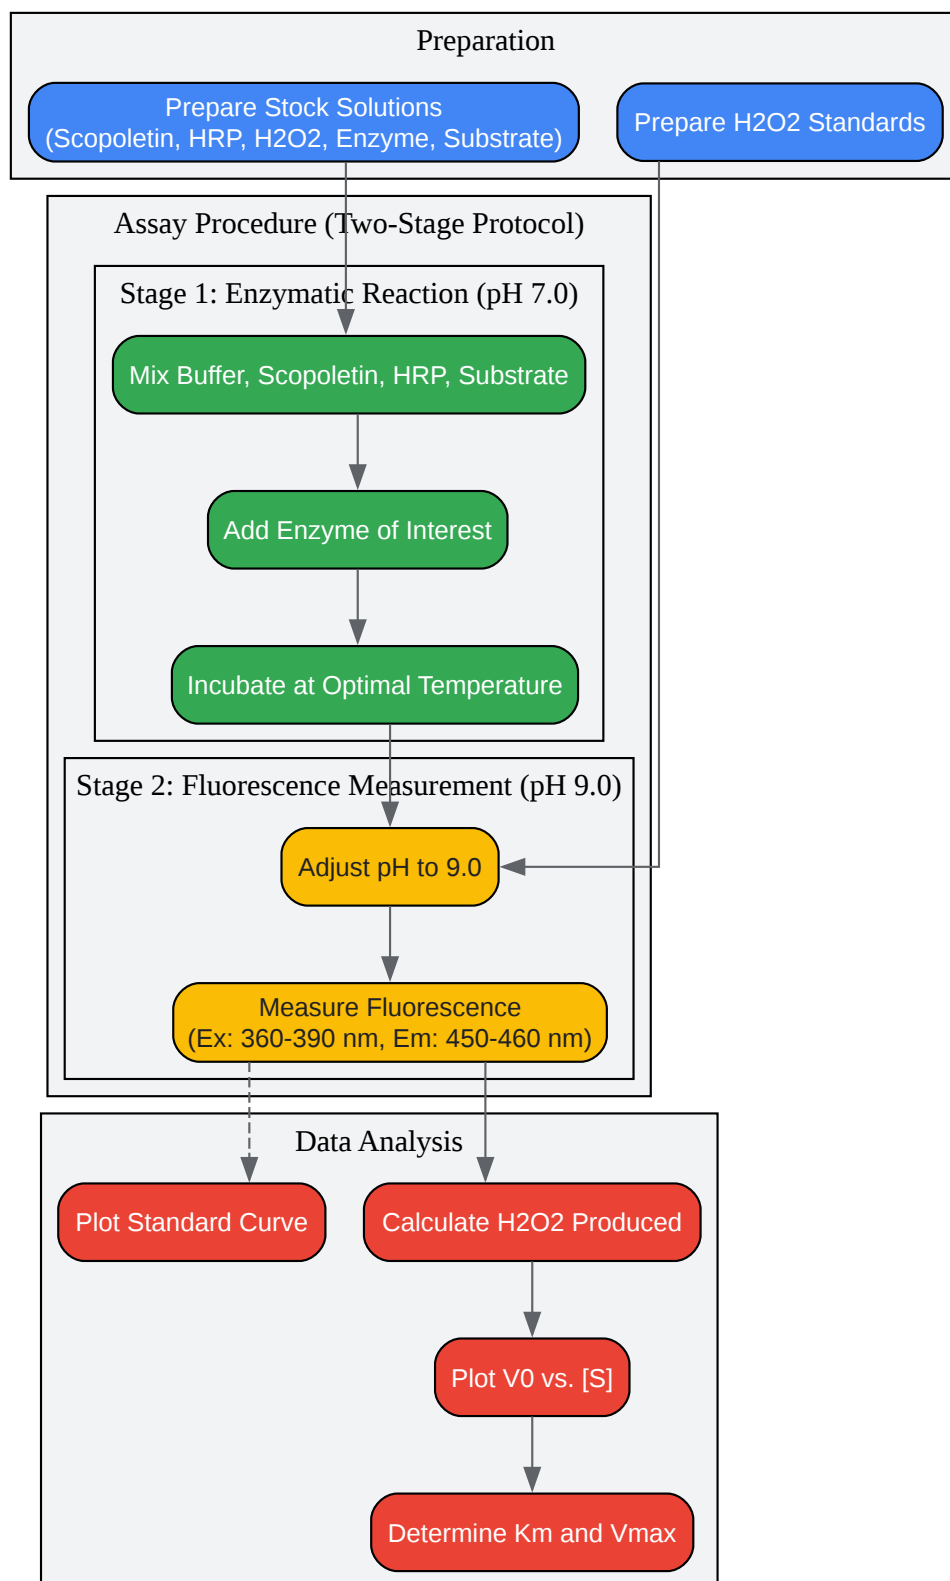 Preparation
Prepare Stock Solutions
(Scopoletin, HRP, H2O2, Enzyme, Substrate)
Prepare H2O2 Standards
Assay Procedure (Two-Stage Protocol)
Stage 1: Enzymatic Reaction (pH 7.0)
Mix Buffer, Scopoletin, HRP, Substrate
Add Enzyme of Interest
Incubate at Optimal Temperature
Stage 2: Fluorescence Measurement (pH 9.0)
Adjust pH to 9.0
Measure Fluorescence
(Ex: 360-390 nm, Em: 450-460 nm)
Data Analysis
Plot Standard Curve
Calculate H2O2 Produced
Plot V0 vs. [S]
Determine Km and Vmax